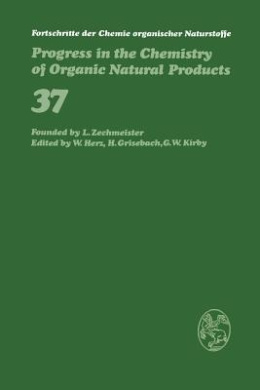 Fortschritte der Chemie organischer Naturstoffe
Progress in the Chemistry
of Organic Natural Products
37
Founded by L. Zechmeister
Edited by W. Herz, H. Grisebach, G. W. Kirby